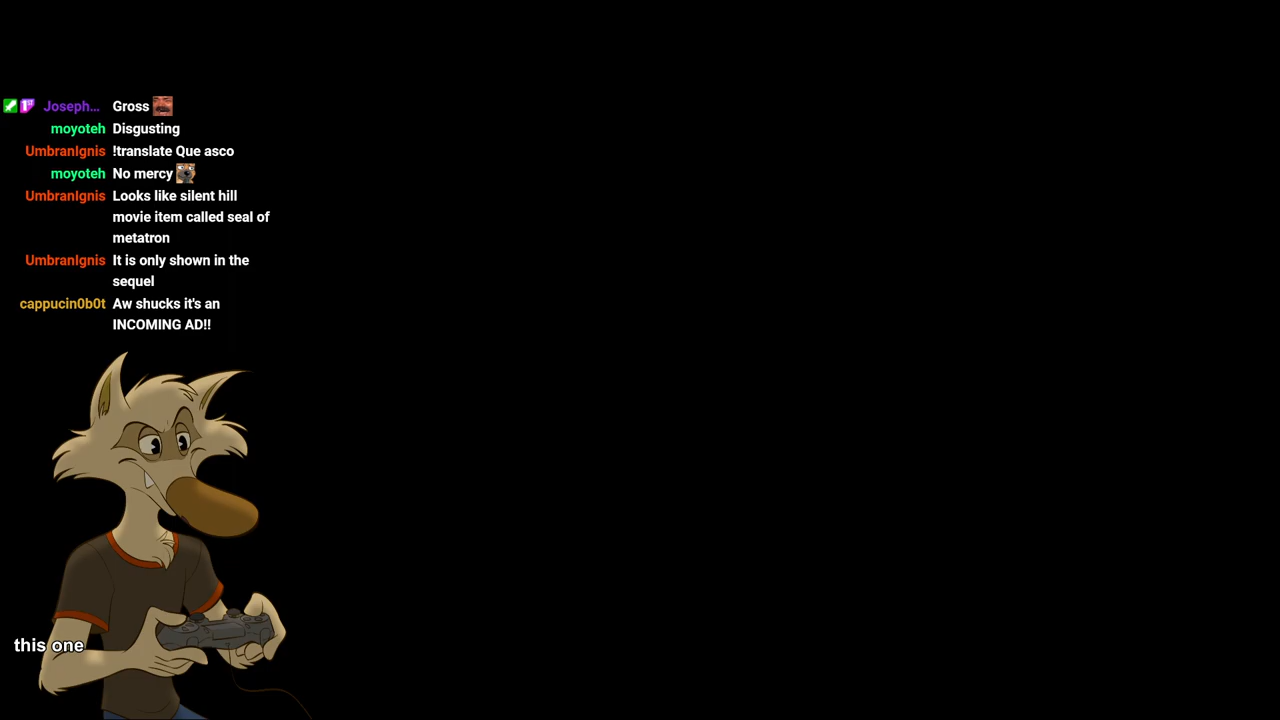 Joseph... Gross
moyoteh Disgusting
UmbranIgnis !translate Que asco
moyoteh No mercy
UmbranIgnis Looks like silent hill
movie item called seal of
metatron
UmbranIgnis It is only shown in the
sequel
cappucin0b0t Aw shucks it's an
INCOMING AD!!
this one